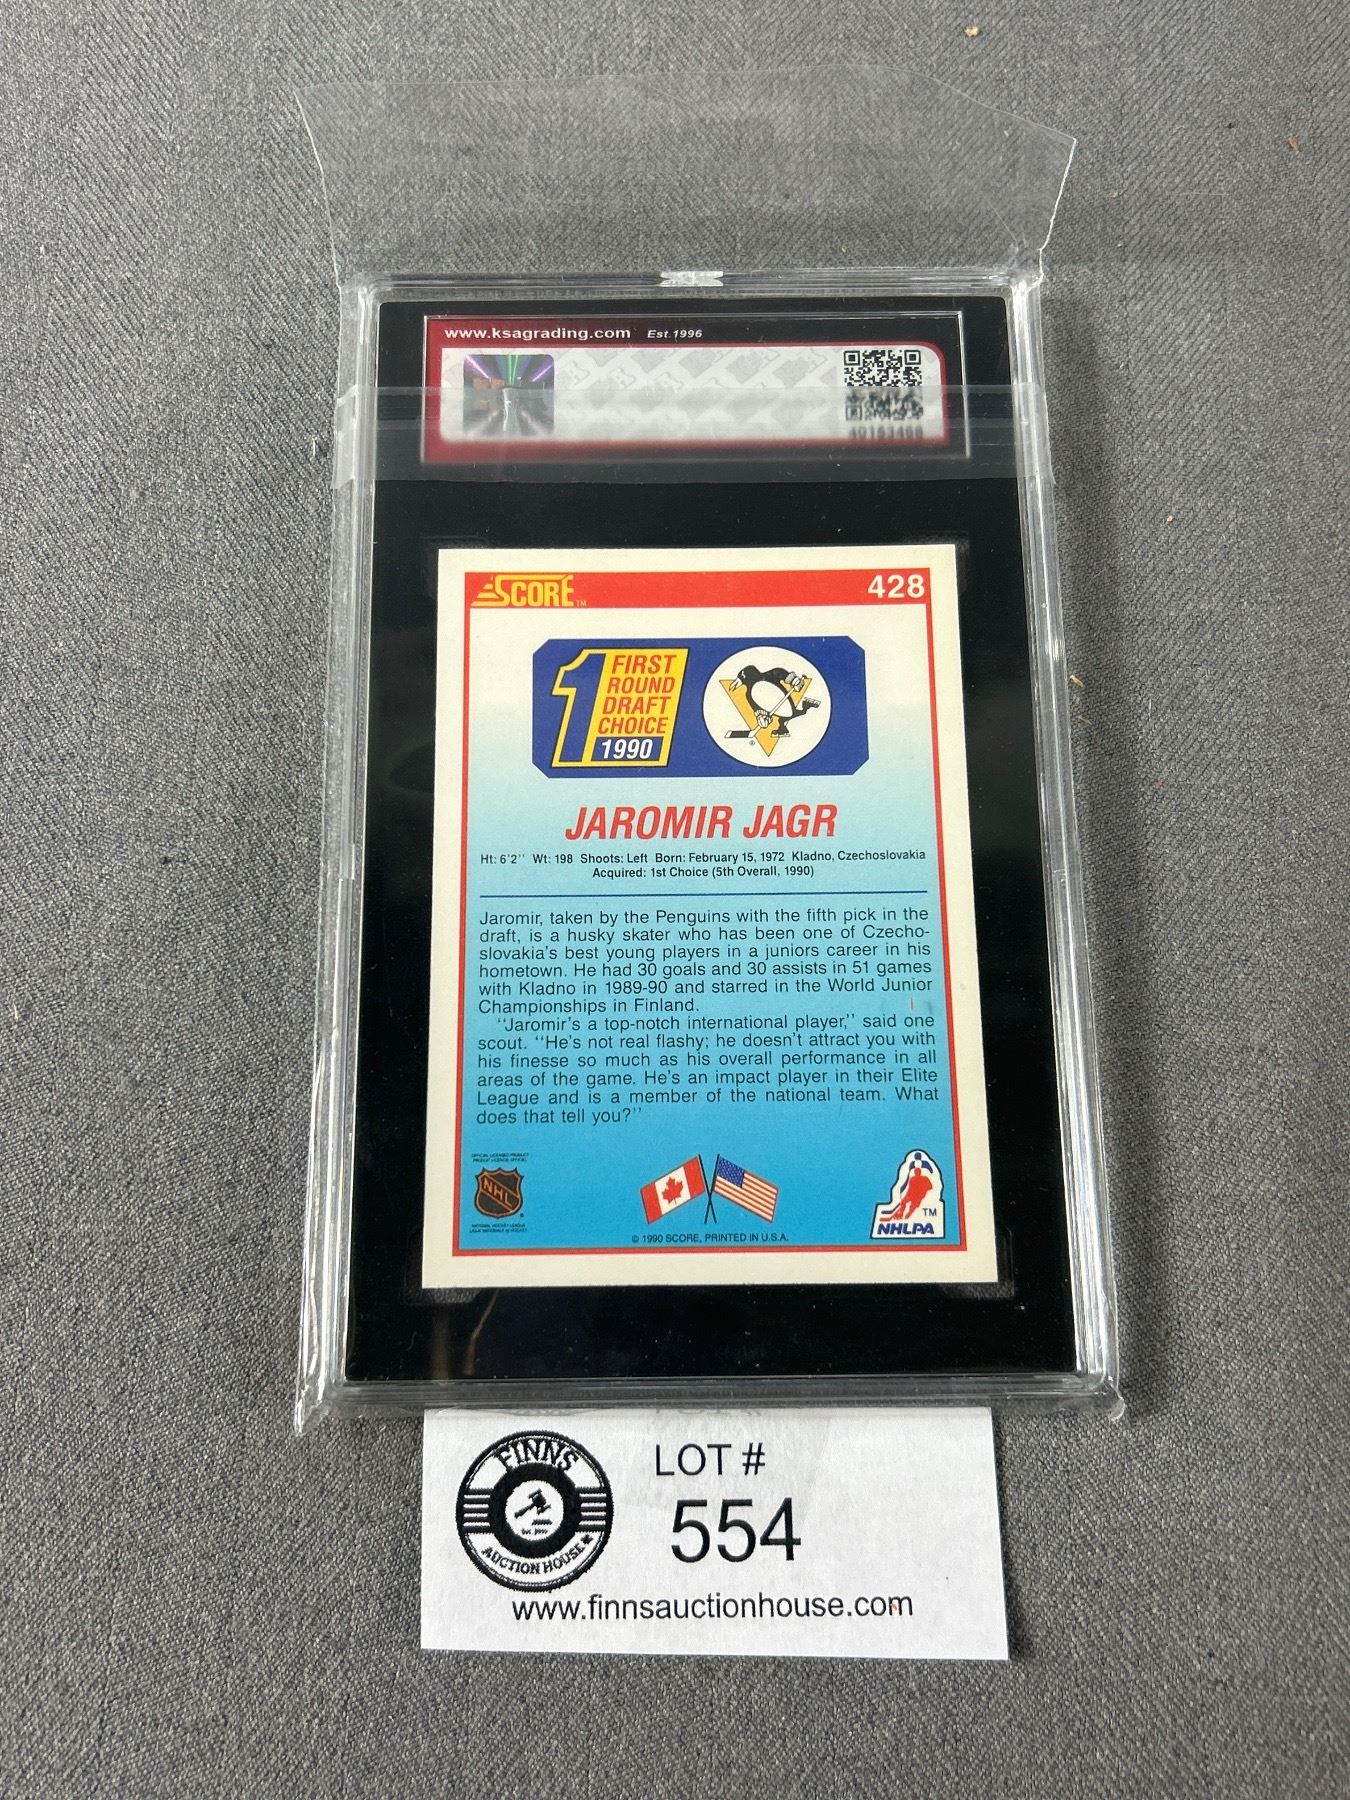 www.ksagrading.com Est.1996
SCORE™ 428
1 FIRST
ROUND
DRAFT
CHOICE
1990
JAROMIR JAGR
Ht: 6'2'' Wt: 198 Shoots: Left Born: February 15, 1972 Kladno, Czechoslovakia
Acquired: 1st Choice (5th Overall, 1990)
Jaromir, taken by the Penguins with the fifth pick in the
draft, is a husky skater who has been one of Czecho-
slovakia's best young players in a juniors career in his
hometown. He had 30 goals and 30 assists in 51 games
with Kladno in 1989-90 and starred in the World Junior
Championships in Finland.
''Jaromir's a top-notch international player,'' said one
scout. ''He's not real flashy; he doesn't attract you with
his finesse so much as his overall performance in all
areas of the game. He's an impact player in their Elite
League and is a member of the national team. What
does that tell you?''
NHL
®
TM
NHLPA
© 1990 SCORE, PRINTED IN U.S.A.
FINNS
AUCTION HOUSE
LOT #
554
www.finnsauctionhouse.com